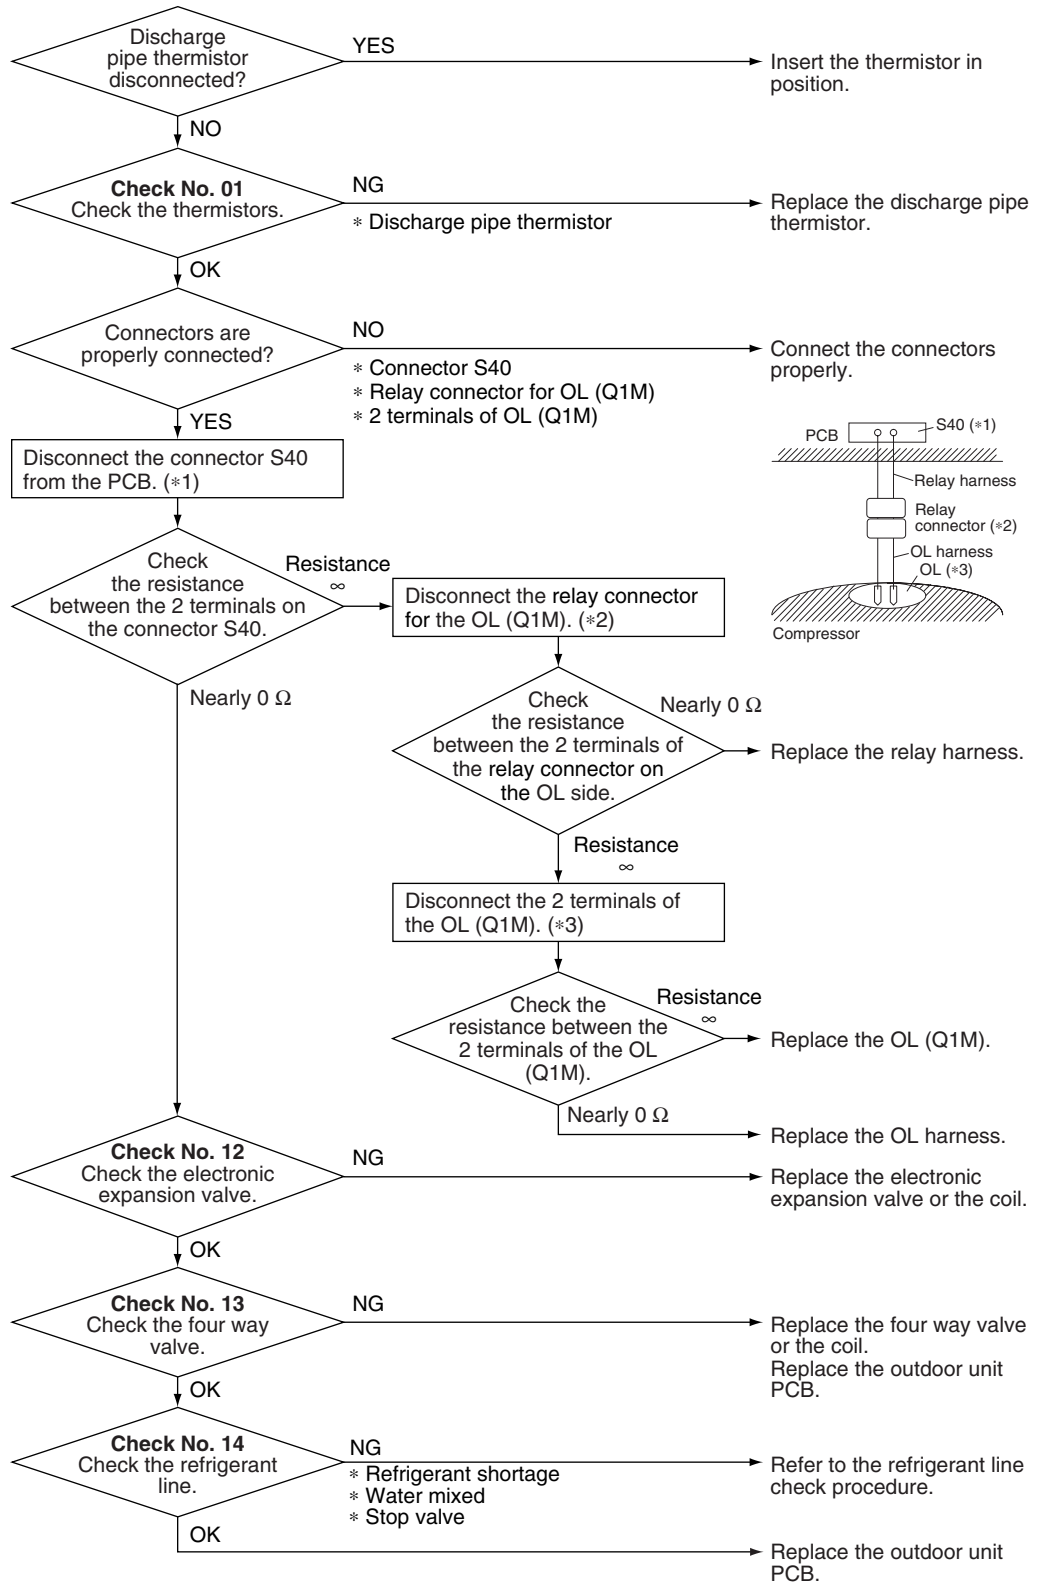 Discharge
pipe thermistor
disconnected?
YES
Insert the thermistor in
position.
NO
Check No. 01
Check the thermistors.
NG
∗ Discharge pipe thermistor
Replace the discharge pipe
thermistor.
OK
Connectors are
properly connected?
NO
∗ Connector S40
∗ Relay connector for OL (Q1M)
∗ 2 terminals of OL (Q1M)
Connect the connectors
properly.
YES
Disconnect the connector S40
from the PCB. (∗1)
PCB
S40 (∗1)
Relay harness
Relay
connector (∗2)
OL harness
OL (∗3)
Compressor
Check
the resistance
between the 2 terminals on
the connector S40.
Resistance
∞
Disconnect the relay connector
for the OL (Q1M). (∗2)
Nearly 0 Ω
Check
the resistance
between the 2 terminals of
the relay connector on
the OL side.
Nearly 0 Ω
Replace the relay harness.
Resistance
∞
Disconnect the 2 terminals of
the OL (Q1M). (∗3)
Check the
resistance between the
2 terminals of the OL
(Q1M).
Resistance
∞
Replace the OL (Q1M).
Nearly 0 Ω
Replace the OL harness.
Check No. 12
Check the electronic
expansion valve.
NG
Replace the electronic
expansion valve or the coil.
OK
Check No. 13
Check the four way
valve.
NG
Replace the four way valve
or the coil.
Replace the outdoor unit
PCB.
OK
Check No. 14
Check the refrigerant
line.
NG
∗ Refrigerant shortage
∗ Water mixed
∗ Stop valve
Refer to the refrigerant line
check procedure.
OK
Replace the outdoor unit
PCB.